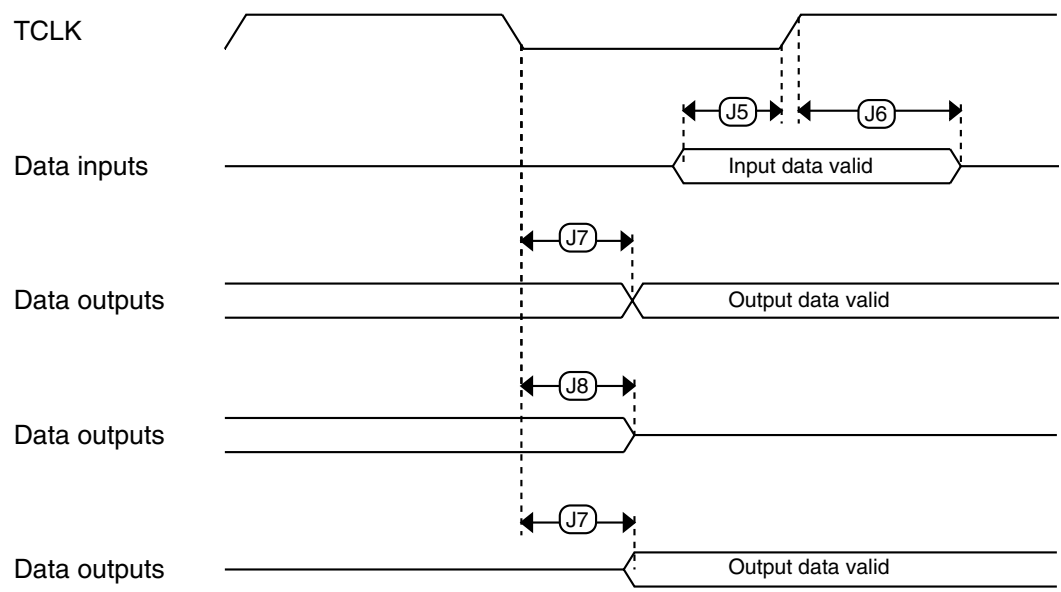 TCLK
J5
J6
Data inputs
Input data valid
J7
Data outputs
Output data valid
J8
Data outputs
J7
Data outputs
Output data valid